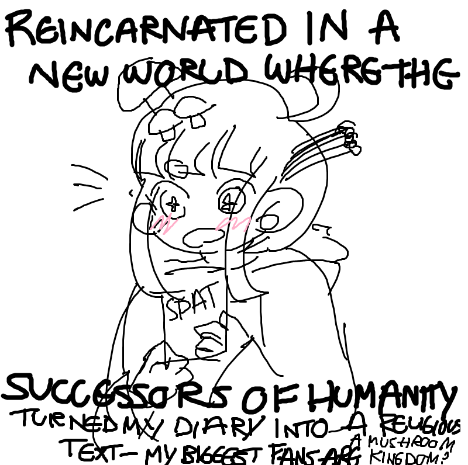 REINCARNATED IN A
NEW WORLD WHERE THE
SPAT
SUCCESSORS OF HUMANITY
TURNED MY DIARY INTO A RELIGIOUS
TEXT - MY BIGGEST FANS ARE
A MUSHROOM
KINGDOM?